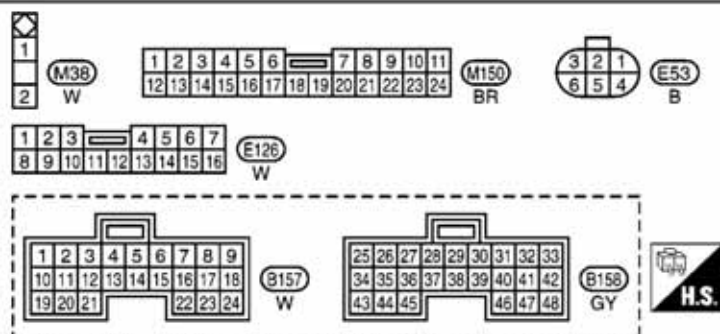 1
2
M38
W
1 2 3 4 5 6 7 8 9 10 11
12 13 14 15 16 17 18 19 20 21 22 23 24
M150
BR
3 2 1
6 5 4
E53
B
1 2 3 4 5 6 7
8 9 10 11 12 13 14 15 16
E126
W
1 2 3 4 5 6 7 8 9
10 11 12 13 14 15 16 17 18
19 20 21 22 23 24
B157
W
25 26 27 28 29 30 31 32 33
34 35 36 37 38 39 40 41 42
43 44 45 46 47 48
B158
GY
H.S.